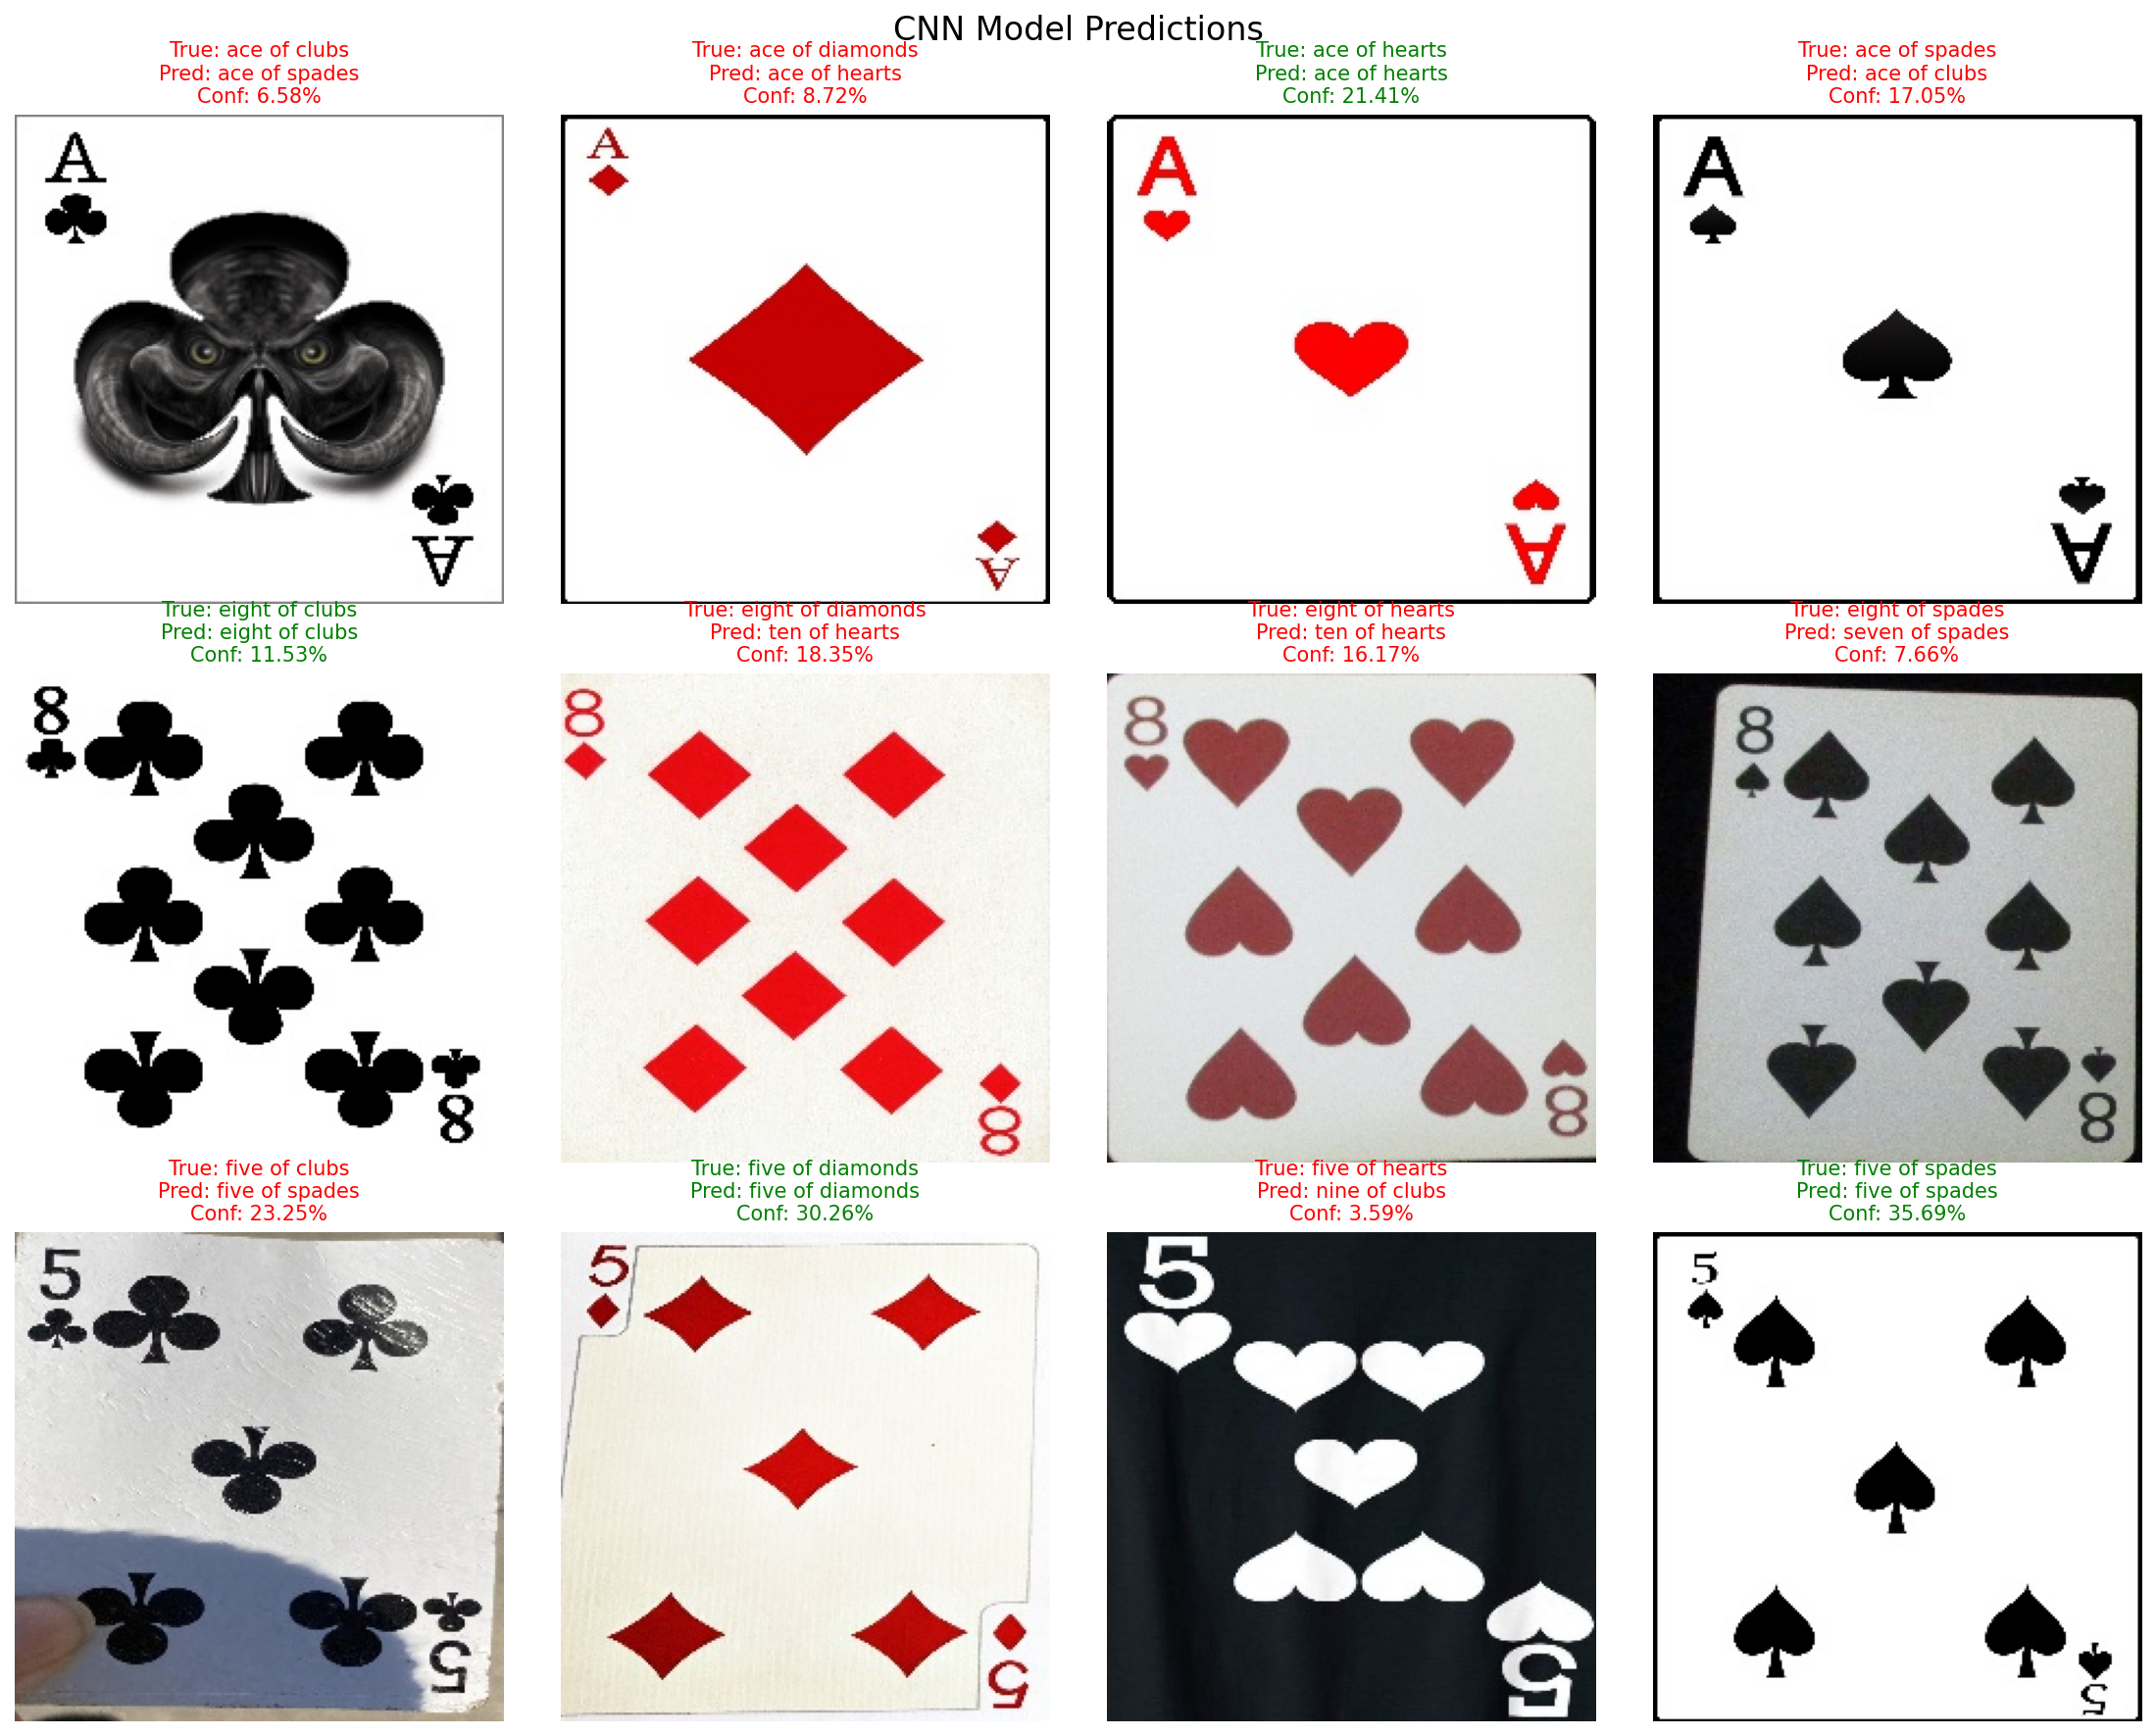 CNN Model Predictions
True: ace of clubs
Pred: ace of spades
Conf: 6.58%
True: ace of diamonds
Pred: ace of hearts
Conf: 8.72%
True: ace of hearts
Pred: ace of hearts
Conf: 21.41%
True: ace of spades
Pred: ace of clubs
Conf: 17.05%
A
A
A
A
A
A
A
A
True: eight of clubs
Pred: eight of clubs
Conf: 11.53%
True: eight of diamonds
Pred: ten of hearts
Conf: 18.35%
True: eight of hearts
Pred: ten of hearts
Conf: 16.17%
True: eight of spades
Pred: seven of spades
Conf: 7.66%
8
8
8
8
8
8
8
8
True: five of clubs
Pred: five of spades
Conf: 23.25%
True: five of diamonds
Pred: five of diamonds
Conf: 30.26%
True: five of hearts
Pred: nine of clubs
Conf: 3.59%
True: five of spades
Pred: five of spades
Conf: 35.69%
5
5
5
5
5
5
5
5